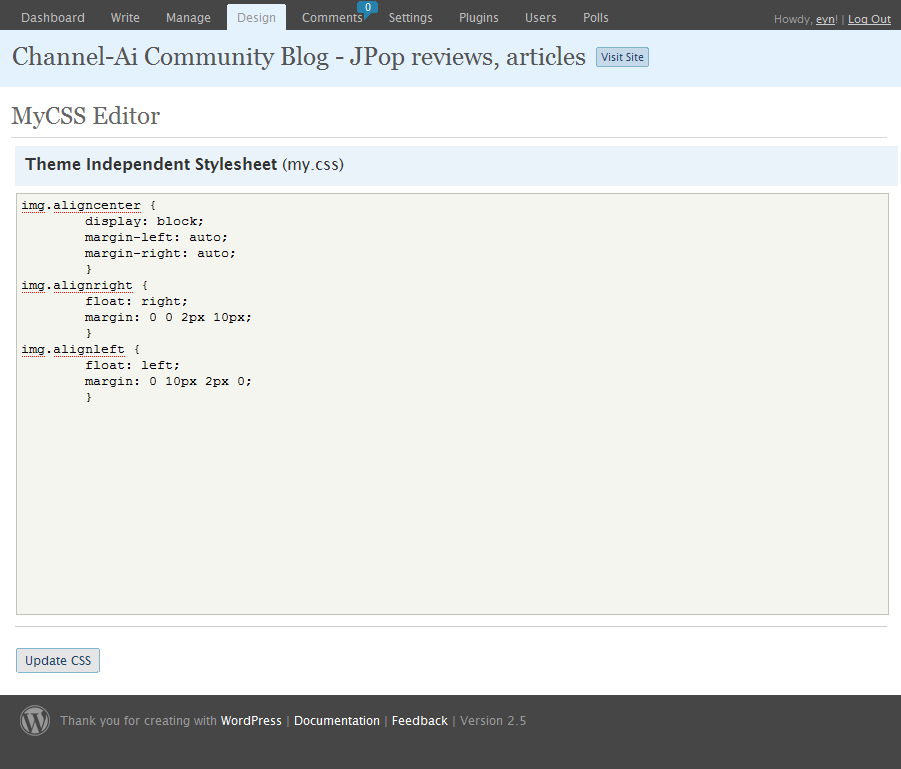 Dashboard Write Manage Design Comments 0 Settings Plugins Users Polls Howdy, evn! | Log Out
Channel-Ai Community Blog - JPop reviews, articles Visit Site
MyCSS Editor
Theme Independent Stylesheet (my.css)
img.aligncenter {
display: block;
margin-left: auto;
margin-right: auto;
}
img.alignright {
float: right;
margin: 0 0 2px 10px;
}
img.alignleft {
float: left;
margin: 0 10px 2px 0;
}
Update CSS
Thank you for creating with WordPress | Documentation | Feedback | Version 2.5